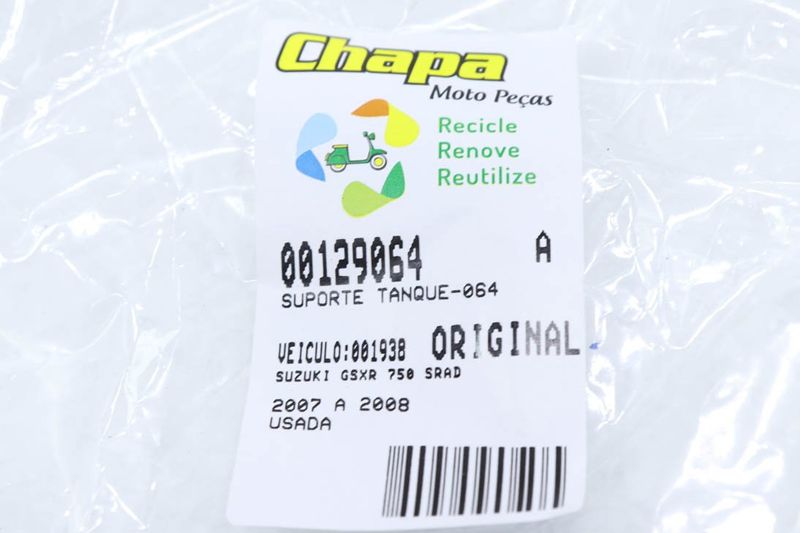 Chapa
Moto Peças
Recicle
Renove
Reutilize
00129064 A
SUPORTE TANQUE-064
VEICULO:001938 ORIGINAL
SUZUKI GSXR 750 SRAD
2007 A 2008
USADA